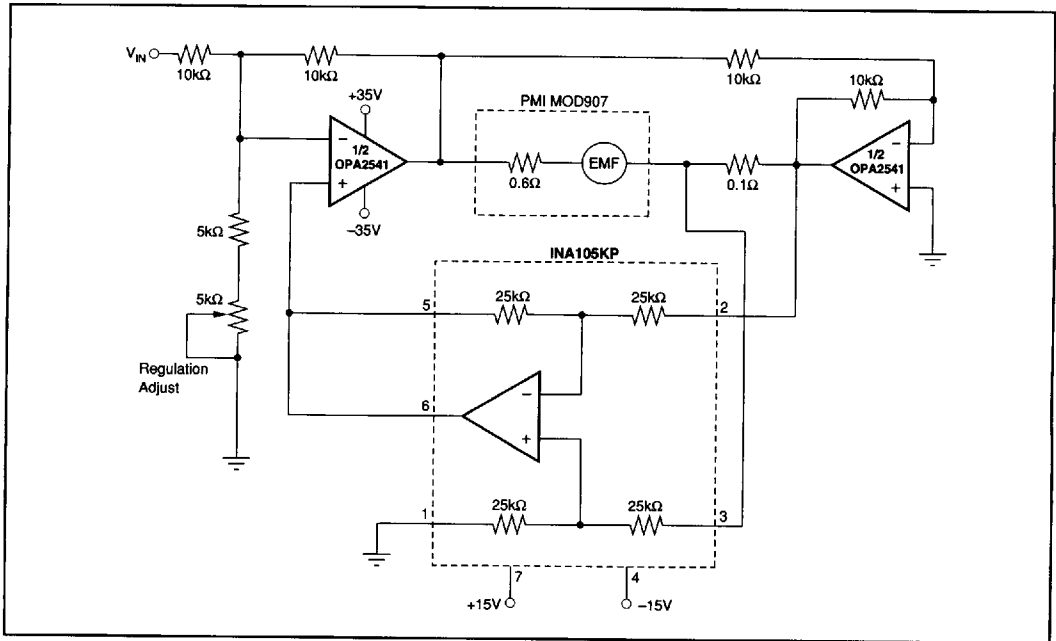 VIN
10kΩ
10kΩ
10kΩ
10kΩ
+35V
PMI MOD907
−
1/2
OPA2541
+
−35V
0.6Ω
EMF
0.1Ω
−
1/2
OPA2541
+
5kΩ
5kΩ
Regulation
Adjust
INA105KP
5
25kΩ
25kΩ
2
6
−
+
1
25kΩ
25kΩ
3
7
4
+15V
−15V